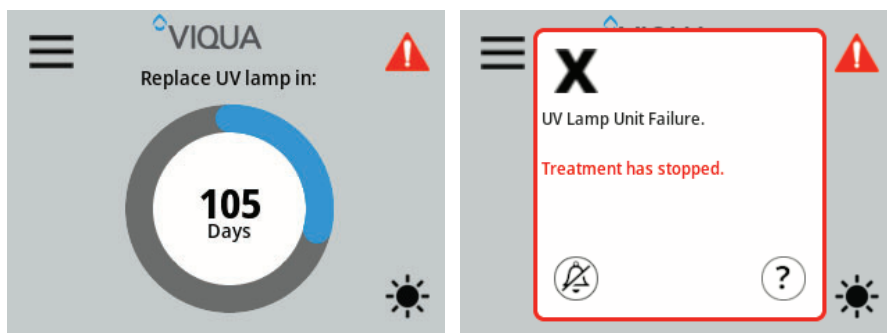 VIQUA
Replace UV lamp in:
105
Days
X
UV Lamp Unit Failure.
Treatment has stopped.
?